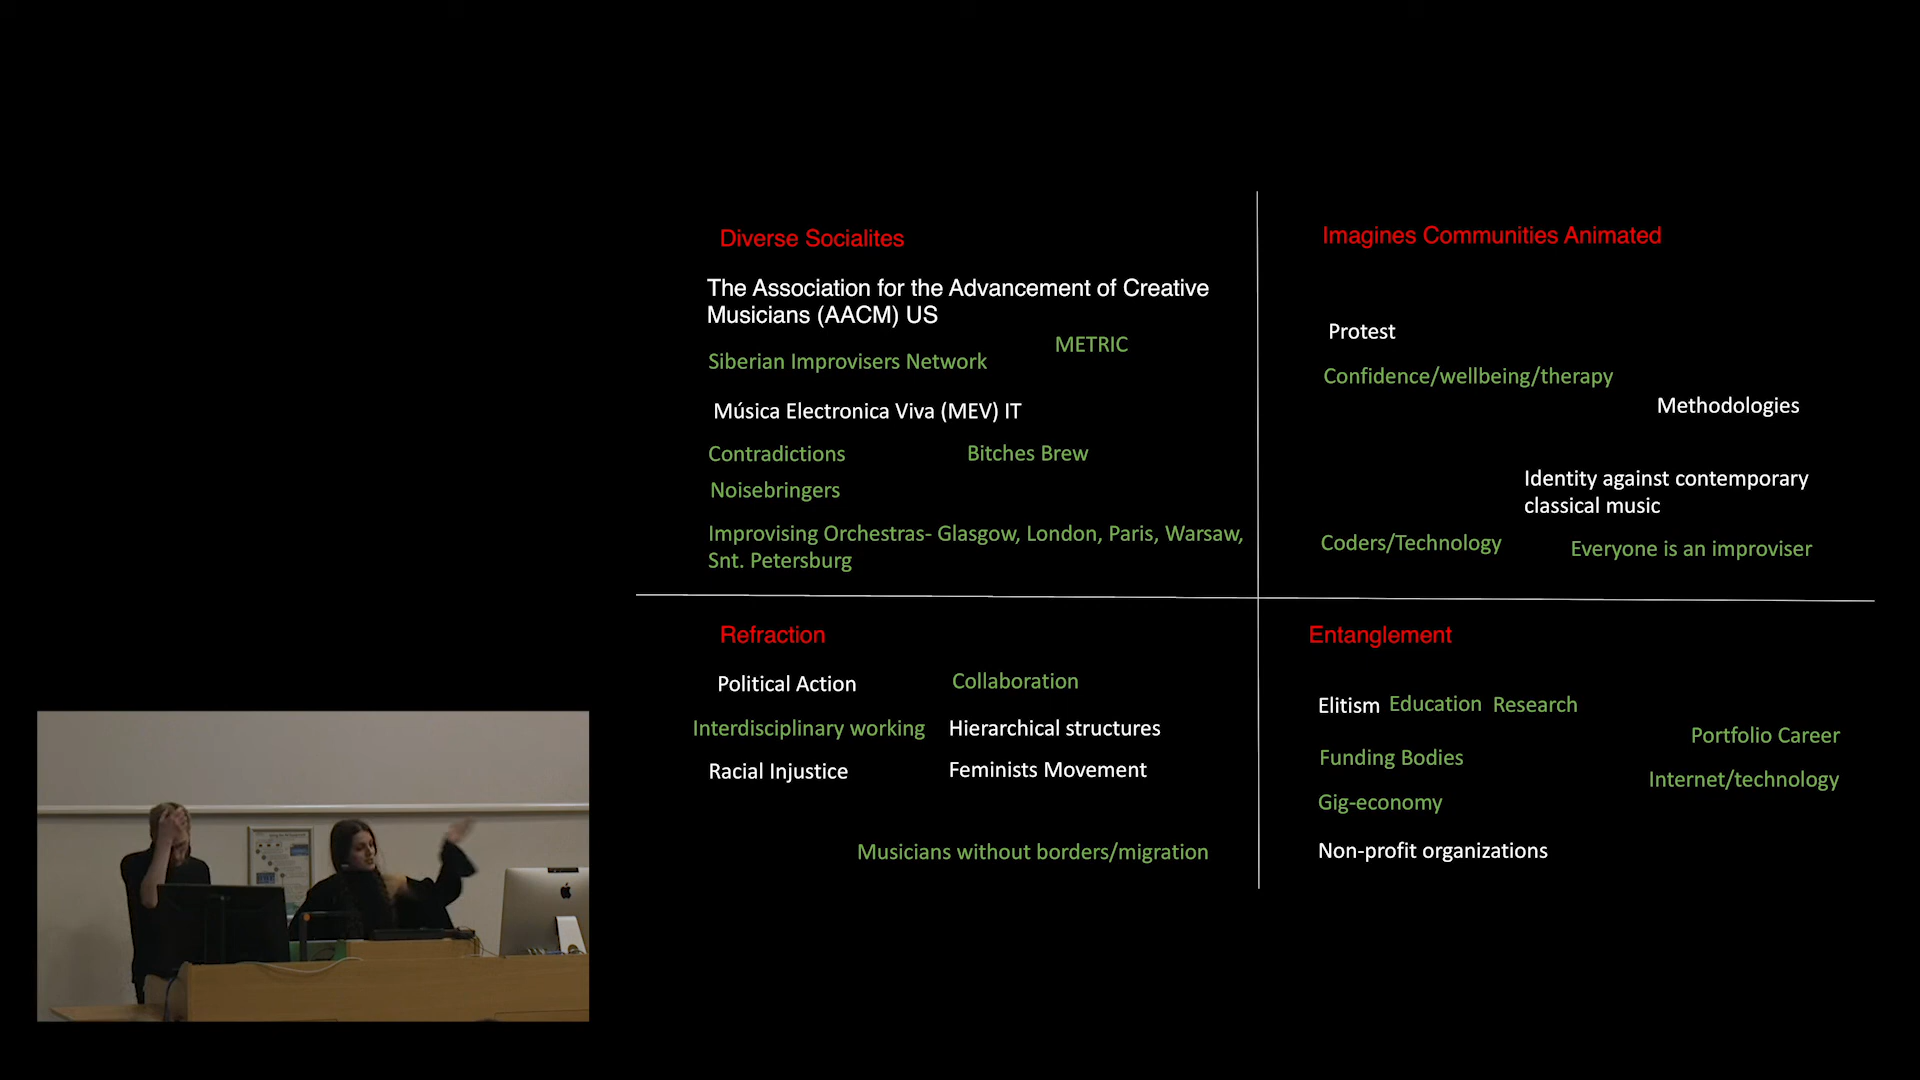 Diverse Socialites
The Association for the Advancement of Creative
Musicians (AACM) US
METRIC
Siberian Improvisers Network
Música Electronica Viva (MEV) IT
Contradictions
Bitches Brew
Noisebringers
Improvising Orchestras- Glasgow, London, Paris, Warsaw,
Snt. Petersburg
Imagines Communities Animated
Protest
Confidence/wellbeing/therapy
Methodologies
Identity against contemporary
classical music
Coders/Technology
Everyone is an improviser
Refraction
Political Action
Collaboration
Interdisciplinary working
Hierarchical structures
Racial Injustice
Feminists Movement
Musicians without borders/migration
Entanglement
Elitism Education Research
Portfolio Career
Funding Bodies
Internet/technology
Gig-economy
Non-profit organizations